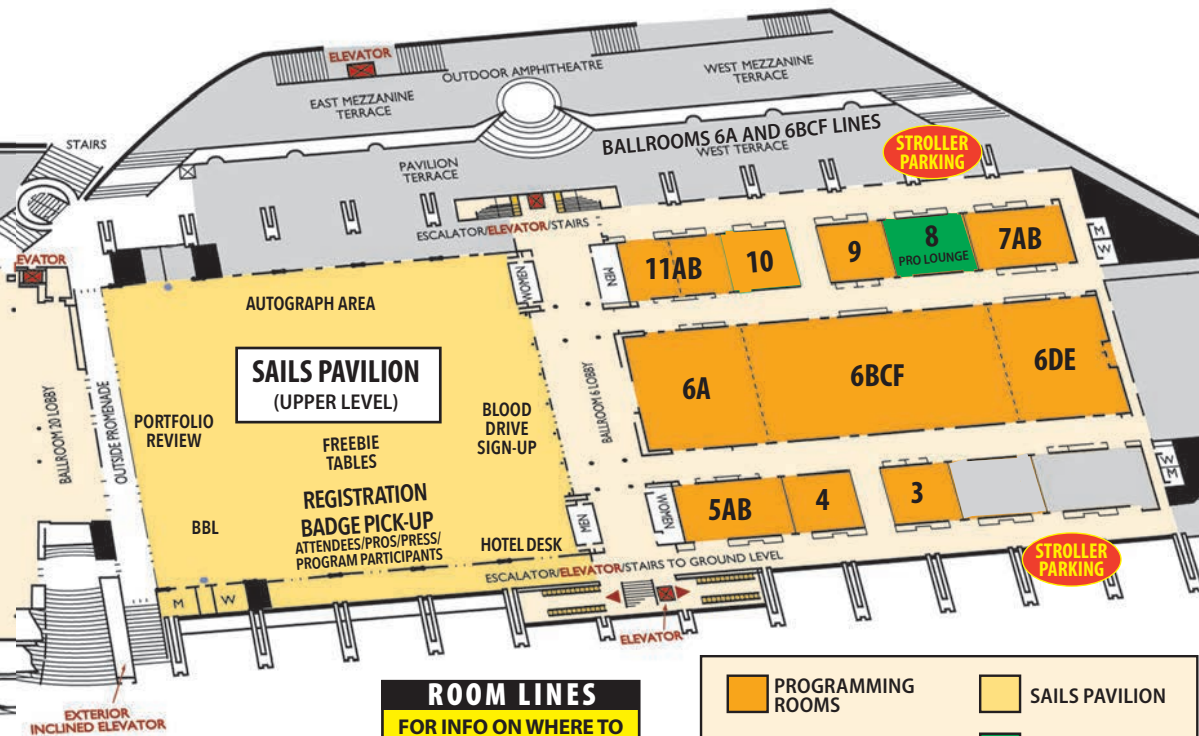 ELEVATOR
OUTDOOR AMPHITHEATRE
WEST MEZZANINE
TERRACE
EAST MEZZANINE
TERRACE
STAIRS
BALLROOMS 6A AND 6BCF LINES
WEST TERRACE
STROLLER
PARKING
PAVILION
TERRACE
ESCALATOR/ELEVATOR/STAIRS
EVATOR
WOMEN
MEN
11AB
10
9
8
PRO LOUNGE
7AB
M
W
AUTOGRAPH AREA
SAILS PAVILION
(UPPER LEVEL)
BALLROOM 20 LOBBY
OUTSIDE PROMENADE
PORTFOLIO
REVIEW
FREEBIE
TABLES
BLOOD
DRIVE
SIGN-UP
BALLROOM 6 LOBBY
6A
6BCF
6DE
REGISTRATION
BADGE PICK-UP
ATTENDEES/PROS/PRESS/
PROGRAM PARTICIPANTS
BBL
HOTEL DESK
MEN
WOMEN
5AB
4
3
W
M
STROLLER
PARKING
ESCALATOR/ELEVATOR/STAIRS TO GROUND LEVEL
M
W
ELEVATOR
EXTERIOR
INCLINED ELEVATOR
ROOM LINES
FOR INFO ON WHERE TO
PROGRAMMING
ROOMS
SAILS PAVILION